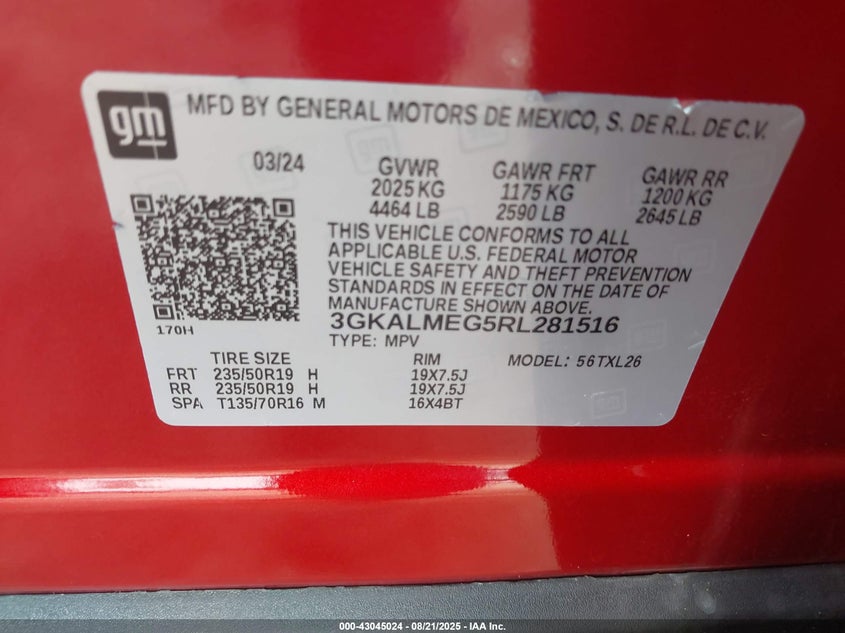 gm
MFD BY GENERAL MOTORS DE MEXICO, S. DE R.L. DE C.V.
03/24 GVWR GAWR FRT GAWR RR
2025 KG 1175 KG 1200 KG
4464 LB 2590 LB 2645 LB
THIS VEHICLE CONFORMS TO ALL
APPLICABLE U.S. FEDERAL MOTOR
VEHICLE SAFETY AND THEFT PREVENTION
STANDARDS IN EFFECT ON THE DATE OF
MANUFACTURE SHOWN ABOVE.
170H 3GKALMEG5RL281516
TYPE: MPV
TIRE SIZE RIM MODEL: 56TXL26
FRT 235/50R19 H 19X7.5J
RR 235/50R19 H 19X7.5J
SPA T135/70R16 M 16X4BT
000-43045024 - 08/21/2025 - IAA Inc.